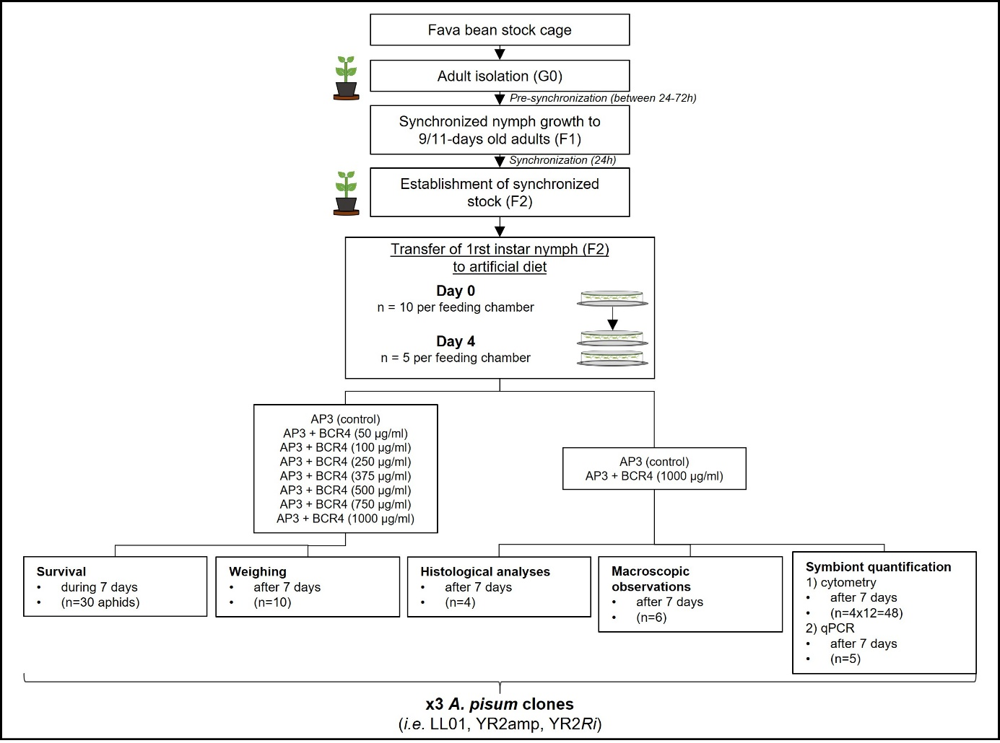 Fava bean stock cage
Adult isolation (G0)
Pre-synchronization (between 24-72h)
Synchronized nymph growth to
9/11-days old adults (F1)
Synchronization (24h)
Establishment of synchronized
stock (F2)
Transfer of 1rst instar nymph (F2)
to artificial diet
Day 0
n = 10 per feeding chamber
Day 4
n = 5 per feeding chamber
AP3 (control)
AP3 + BCR4 (50 µg/ml)
AP3 + BCR4 (100 µg/ml)
AP3 + BCR4 (250 µg/ml)
AP3 + BCR4 (375 µg/ml)
AP3 + BCR4 (500 µg/ml)
AP3 + BCR4 (750 µg/ml)
AP3 + BCR4 (1000 µg/ml)
AP3 (control)
AP3 + BCR4 (1000 µg/ml)
Survival
• during 7 days
• (n=30 aphids)
Weighing
• after 7 days
• (n=10)
Histological analyses
• after 7 days
• (n=4)
Macroscopic
observations
• after 7 days
• (n=6)
Symbiont quantification
1) cytometry
• after 7 days
• (n=4x12=48)
2) qPCR
• after 7 days
• (n=5)
x3 A. pisum clones
(i.e. LL01, YR2amp, YR2Ri)